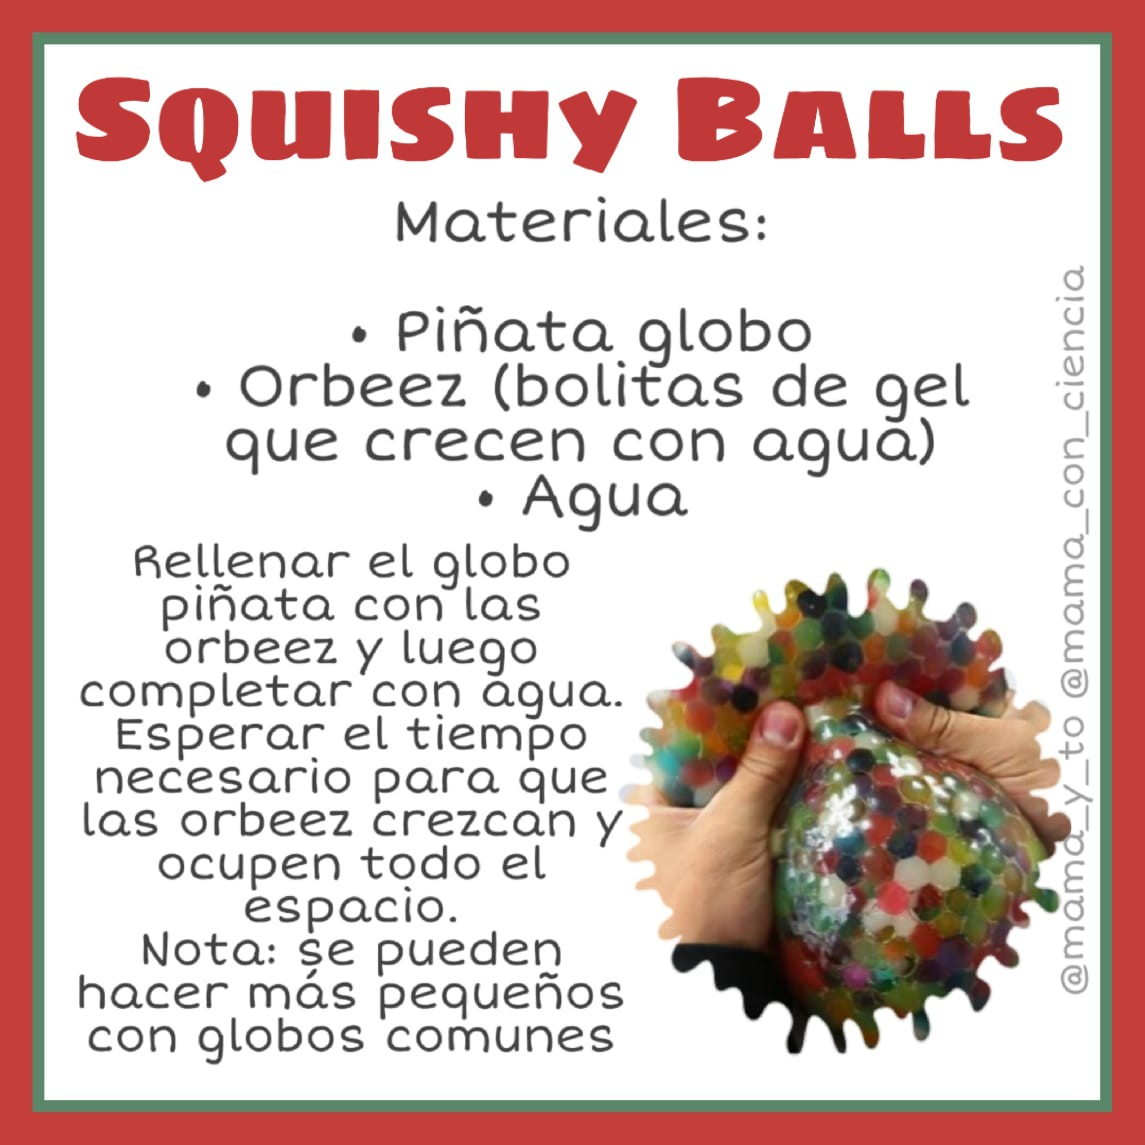 Squishy Balls
Materiales:
• Piñata globo
• Orbeez (bolitas de gel
que crecen con agua)
• Agua
Rellenar el globo
piñata con las
orbeez y luego
completar con agua.
Esperar el tiempo
necesario para que
las orbeez crezcan y
ocupen todo el
espacio.
Nota: se pueden
hacer más pequeños
con globos comunes
@mama_y_to @mama_con_ciencia